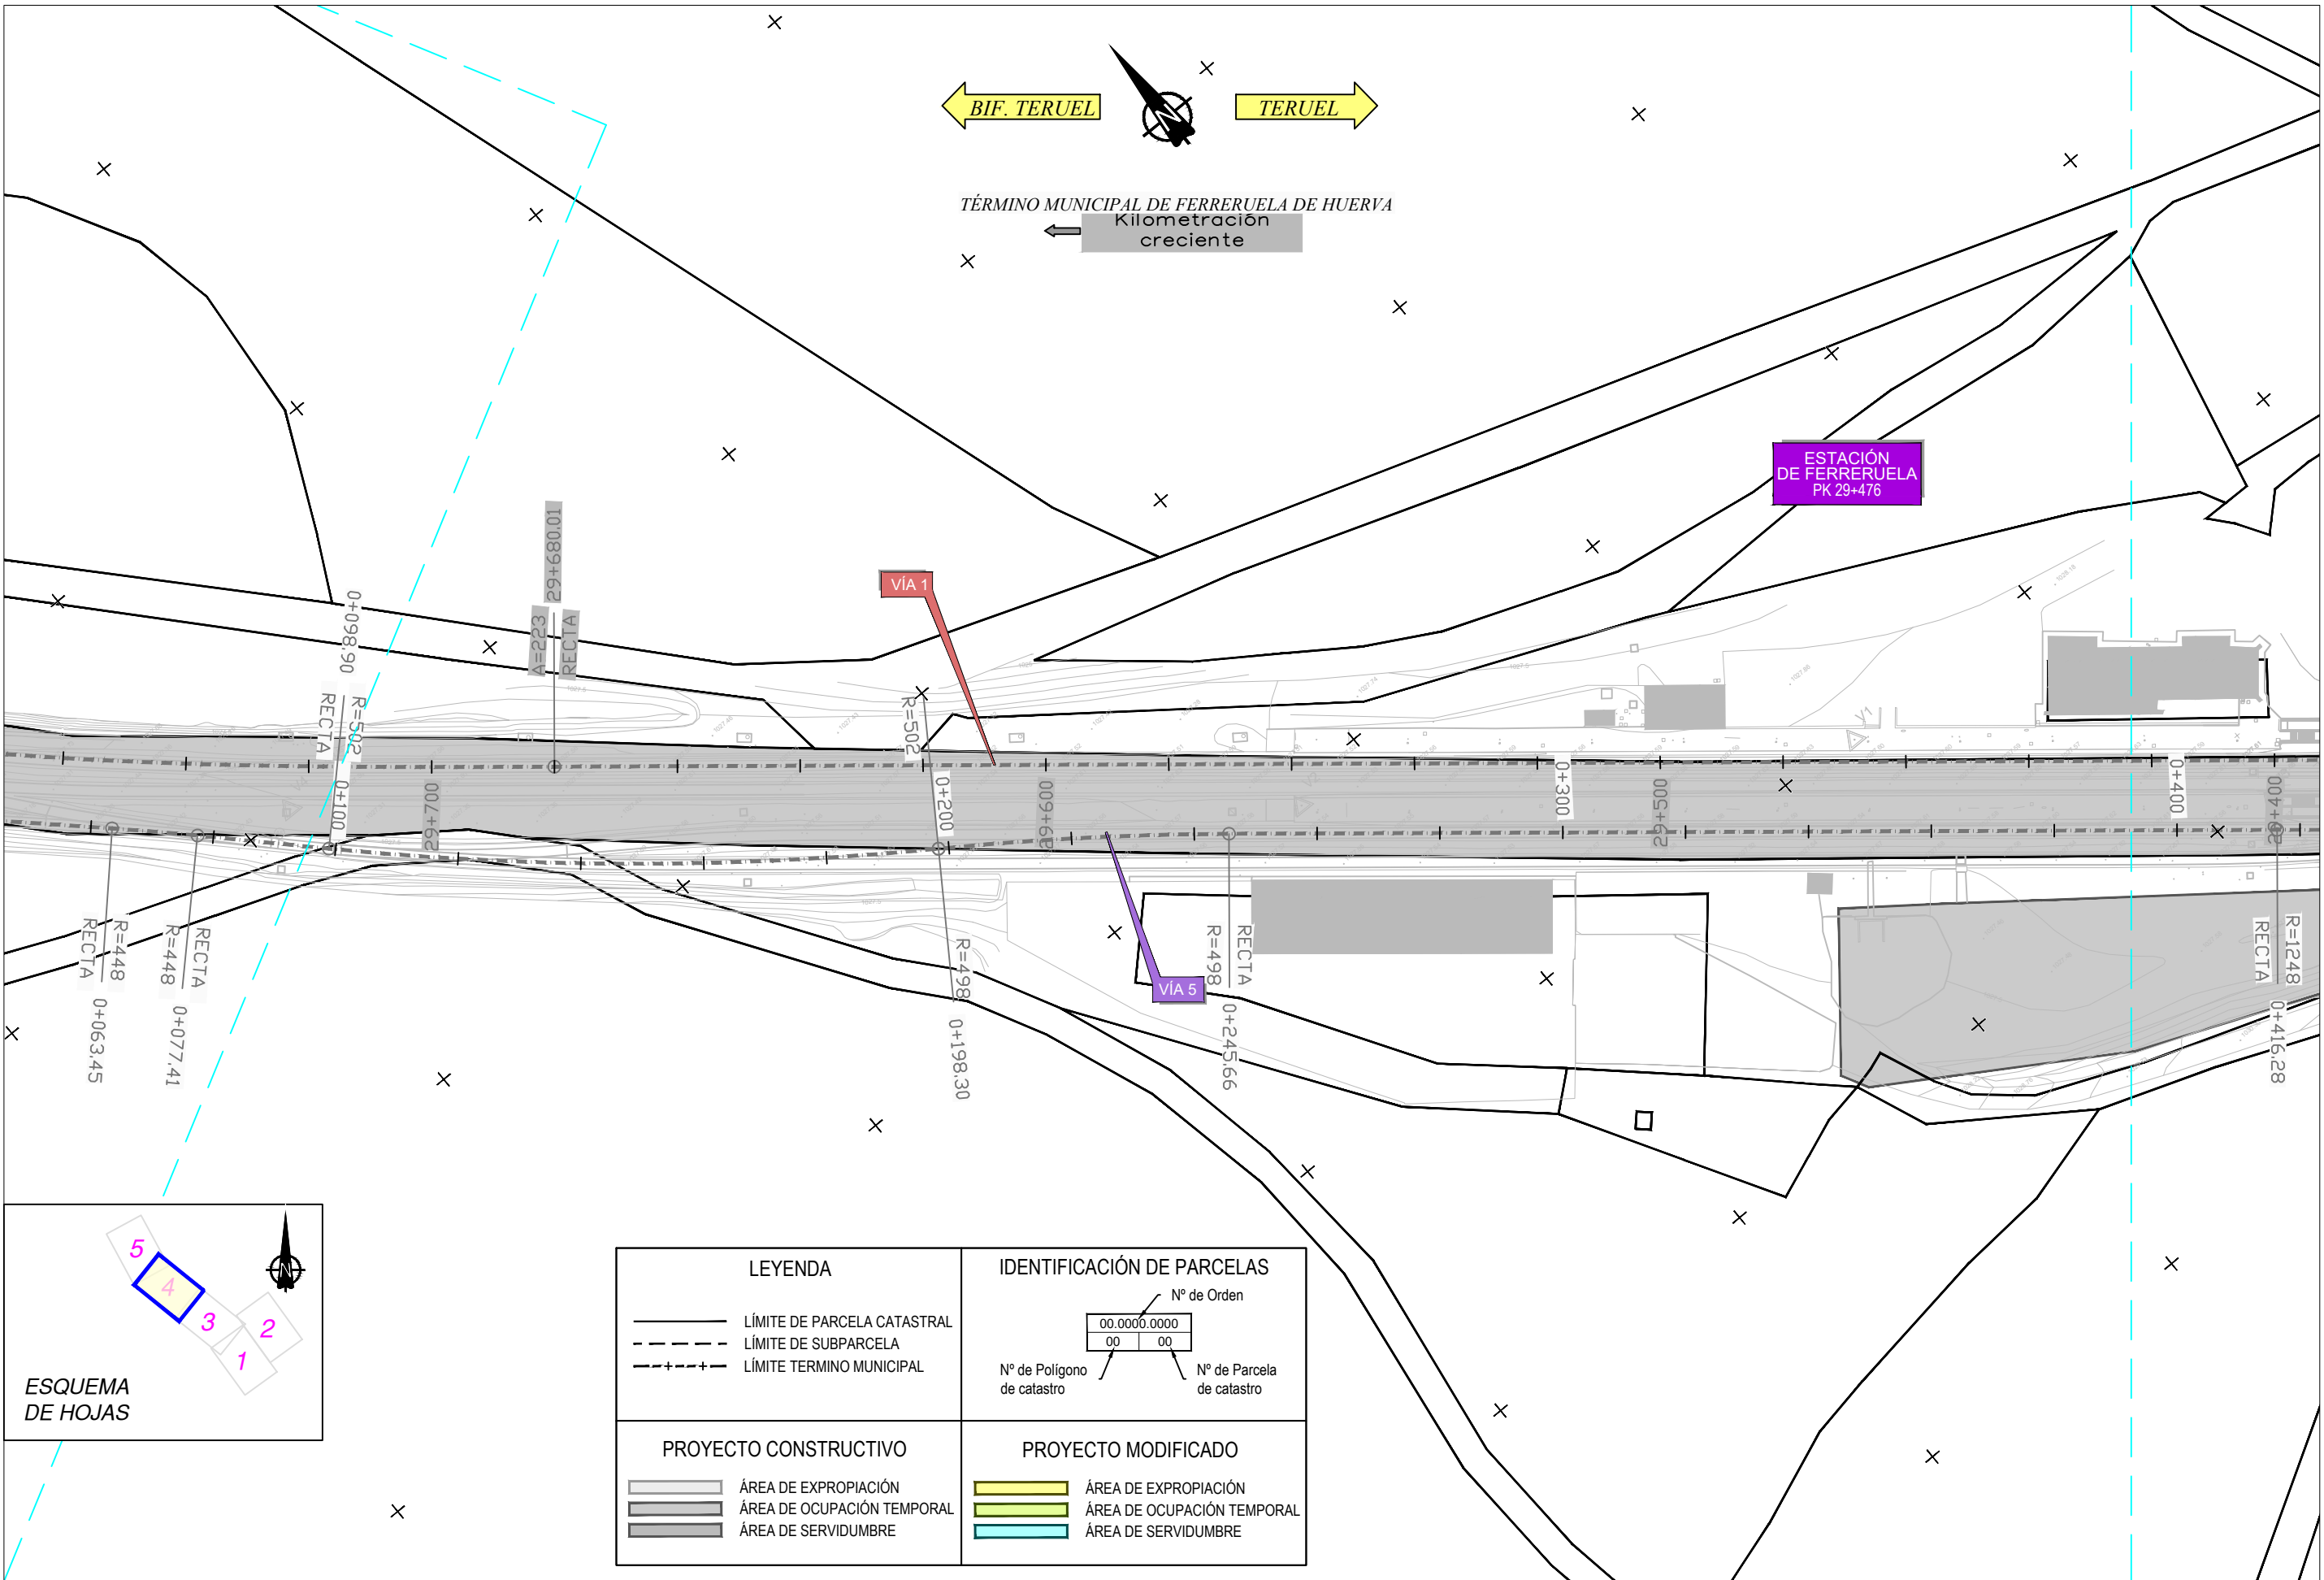 BIF. TERUEL
N
TERUEL
TÉRMINO MUNICIPAL DE FERRERUELA DE HUERVA
Kilometración
creciente
ESTACIÓN
DE FERRERUELA
PK 29+476
VÍA 1
29+680.01
A=223
RECTA
0+098.90
R=502
RECTA
R=502
V1
V2
0+100
29+700
0+200
29+600
0+300
29+500
0+400
29+400
RECTA
R=448
0+063.45
R=448
RECTA
0+077.41
R=498
0+198.30
R=498
RECTA
0+245.66
VÍA 5
RECTA
R=1248
0+416.28
5
4
3
2
1
N
ESQUEMA
DE HOJAS
LEYENDA
LÍMITE DE PARCELA CATASTRAL
LÍMITE DE SUBPARCELA
LÍMITE TERMINO MUNICIPAL
IDENTIFICACIÓN DE PARCELAS
Nº de Orden
00.0000.0000
00 00
Nº de Polígono
de catastro
Nº de Parcela
de catastro
PROYECTO CONSTRUCTIVO
ÁREA DE EXPROPIACIÓN
ÁREA DE OCUPACIÓN TEMPORAL
ÁREA DE SERVIDUMBRE
PROYECTO MODIFICADO
ÁREA DE EXPROPIACIÓN
ÁREA DE OCUPACIÓN TEMPORAL
ÁREA DE SERVIDUMBRE